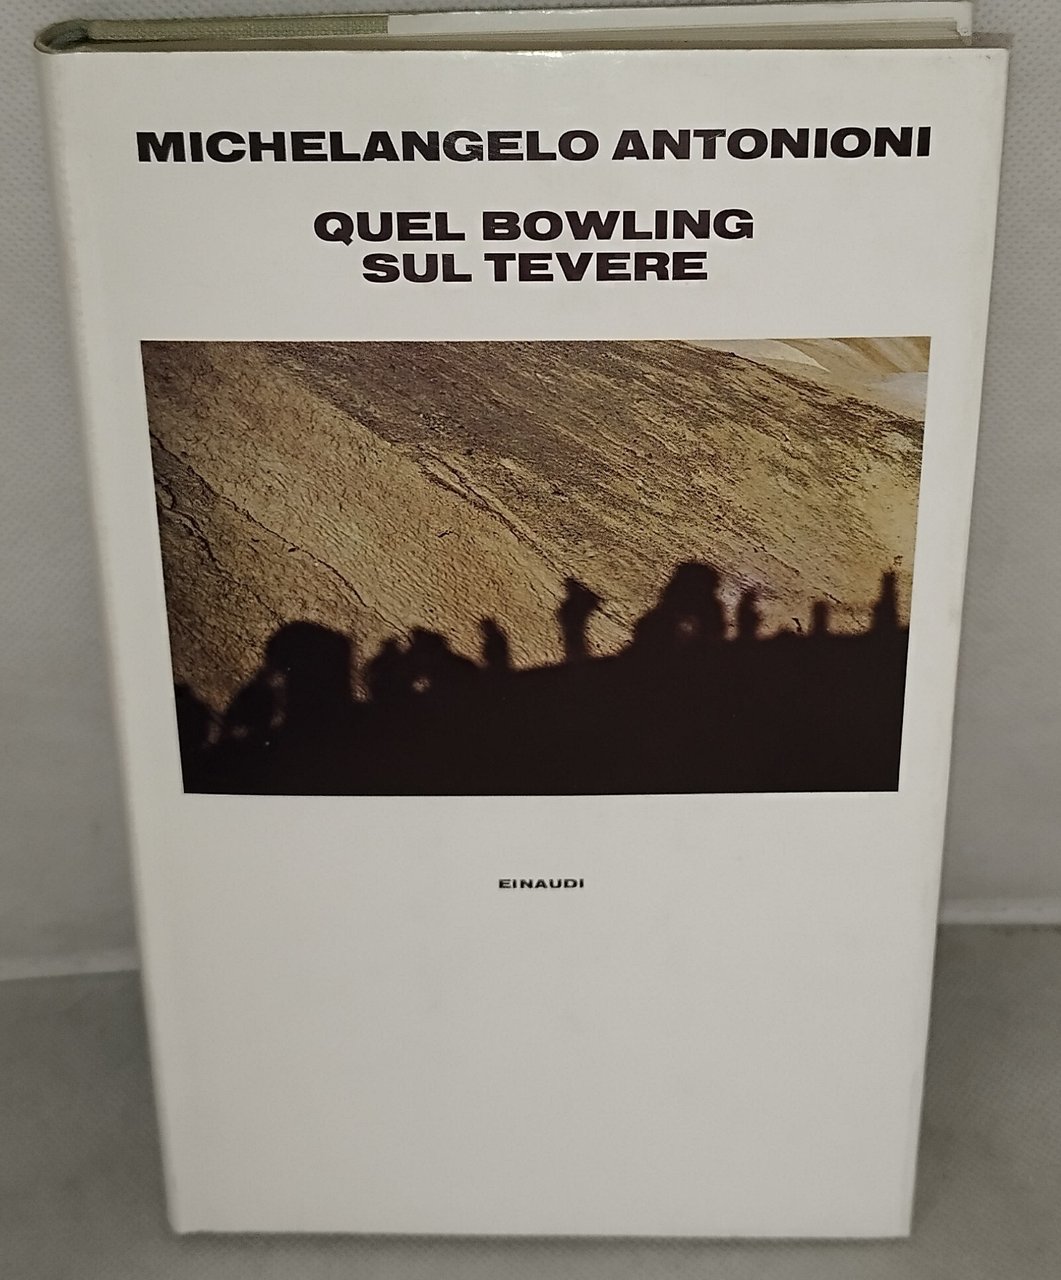 MICHELANGELO ANTONIONI
QUEL BOWLING
SUL TEVERE
EINAUDI